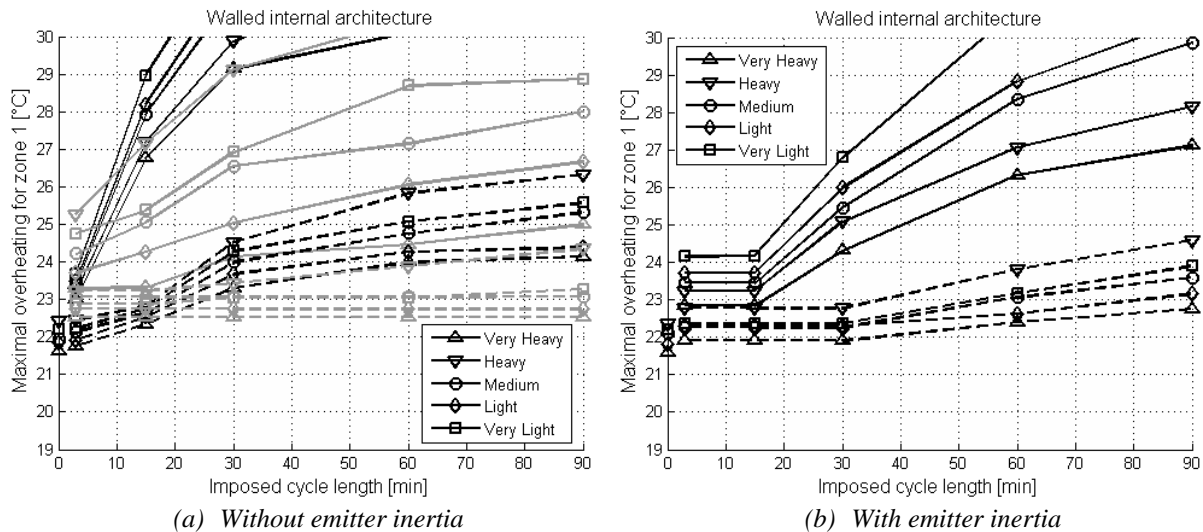 Walled internal architecture
30
29
28
27
26
25
24
23
22
21
20
19
0 10 20 30 40 50 60 70 80 90
Maximal overheating for zone 1 [°C]
Imposed cycle length [min]
Very Heavy
Heavy
Medium
Light
Very Light
(a) Without emitter inertia
Walled internal architecture
30
29
28
27
26
25
24
23
22
21
20
19
0 10 20 30 40 50 60 70 80 90
Maximal overheating for zone 1 [°C]
Imposed cycle length [min]
Very Heavy
Heavy
Medium
Light
Very Light
(b) With emitter inertia